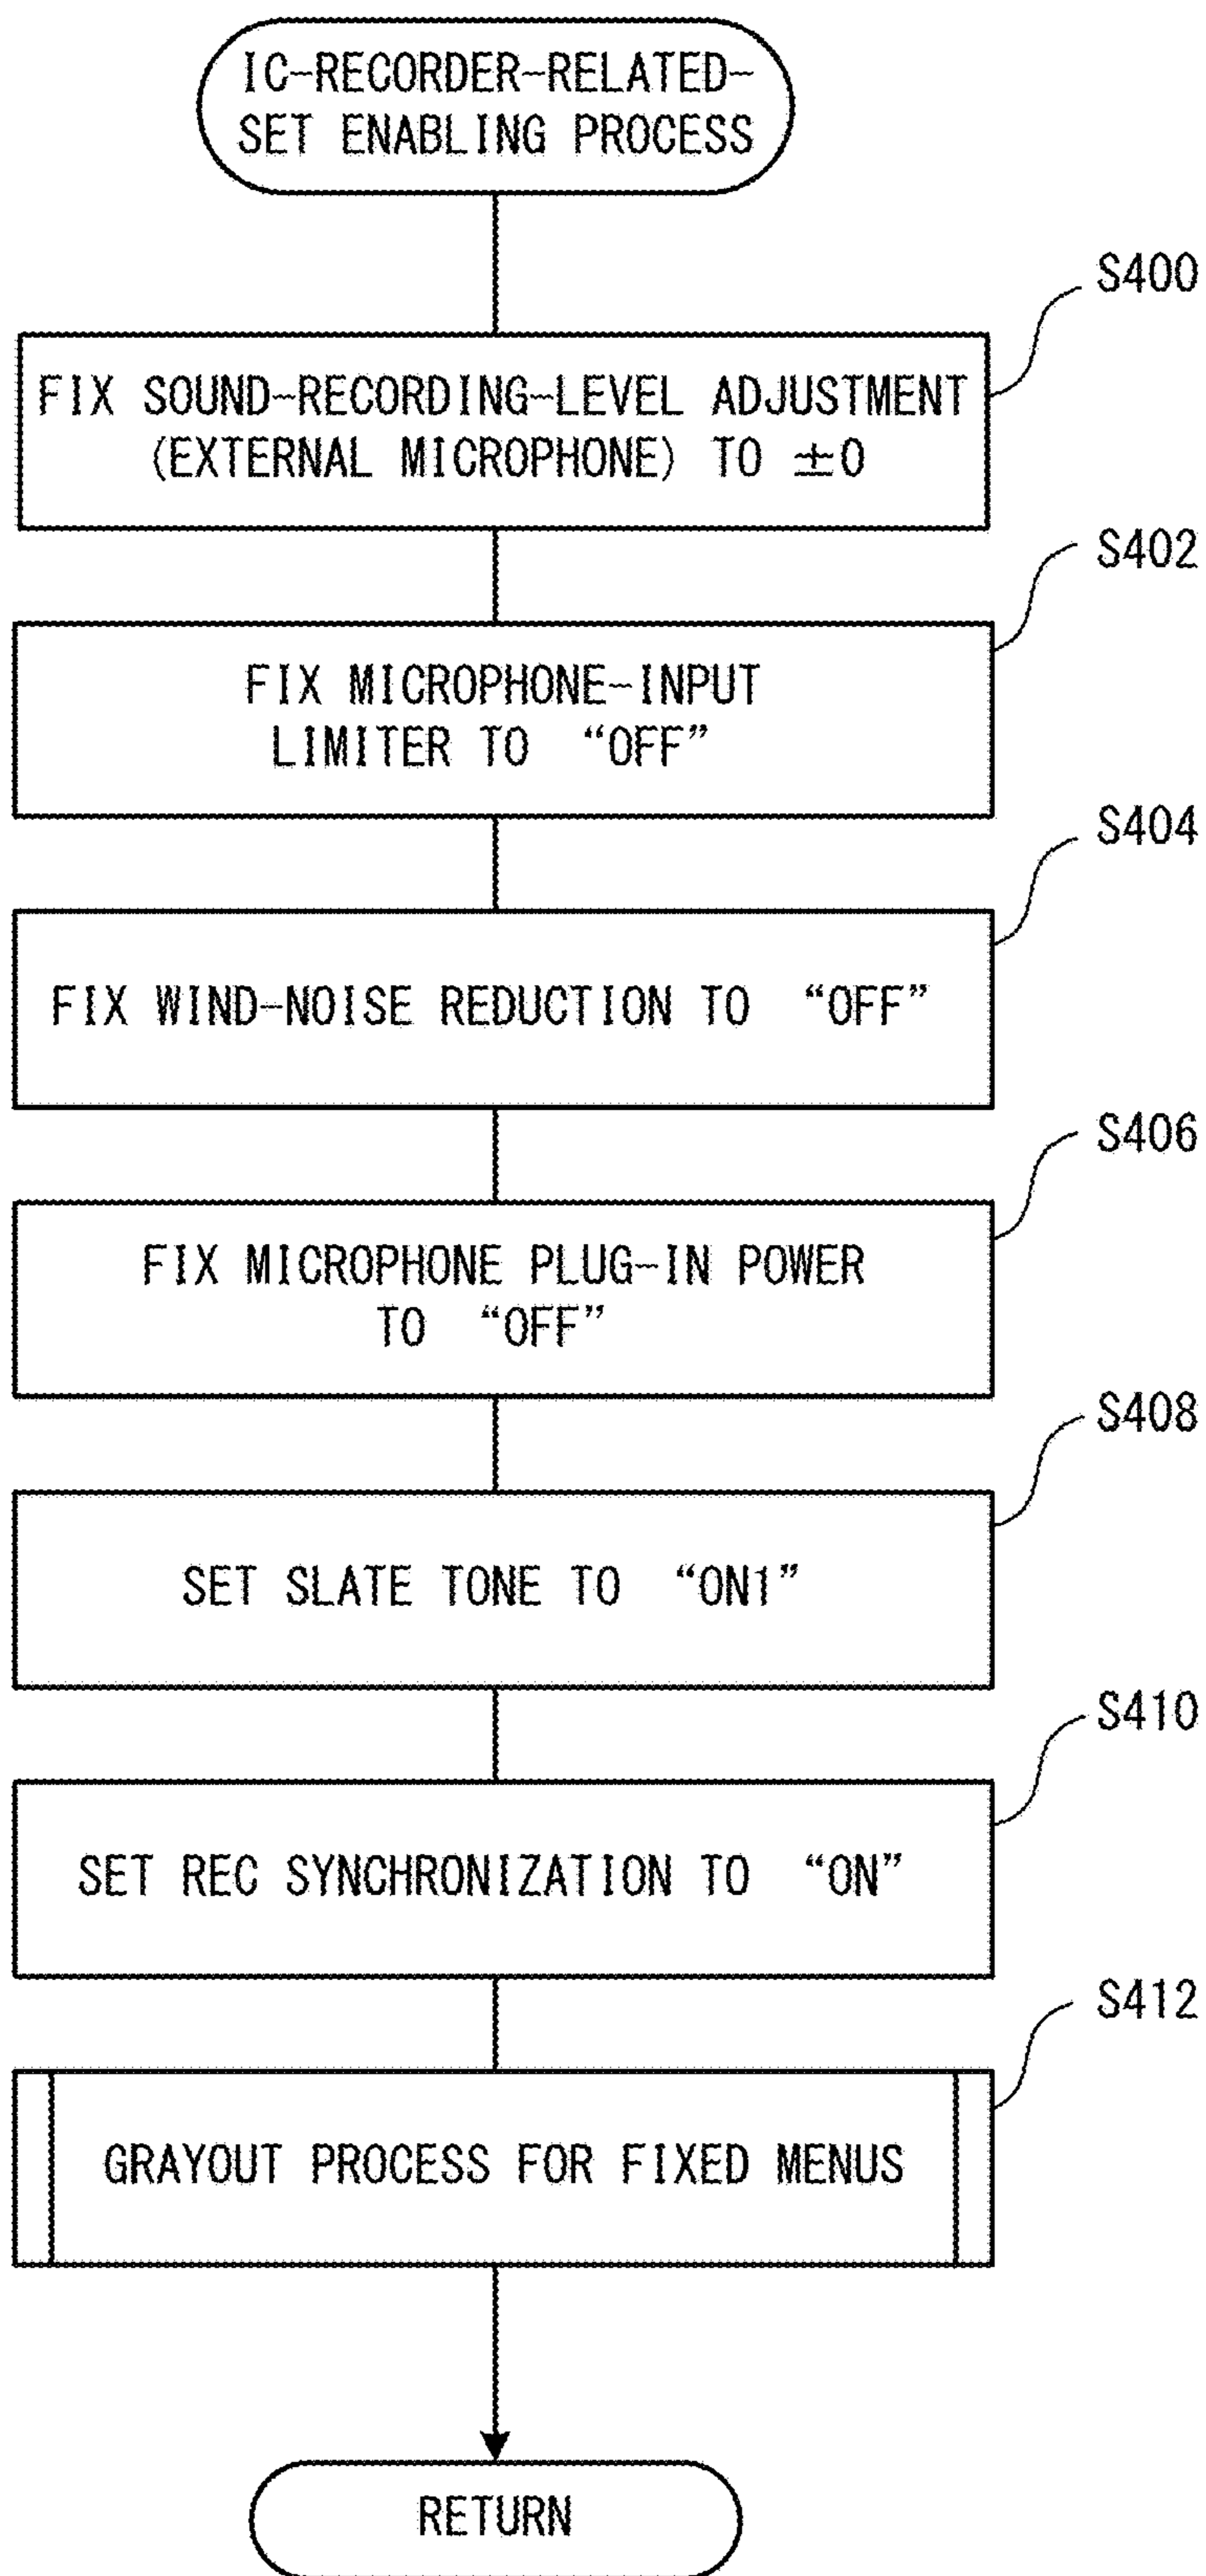 IC-RECORDER-RELATED-
SET ENABLING PROCESS
S400
FIX SOUND-RECORDING-LEVEL ADJUSTMENT
(EXTERNAL MICROPHONE) TO ±0
S402
FIX MICROPHONE-INPUT
LIMITER TO “OFF”
S404
FIX WIND-NOISE REDUCTION TO “OFF”
S406
FIX MICROPHONE PLUG-IN POWER
TO “OFF”
S408
SET SLATE TONE TO “ON1”
S410
SET REC SYNCHRONIZATION TO “ON”
S412
GRAYOUT PROCESS FOR FIXED MENUS
RETURN